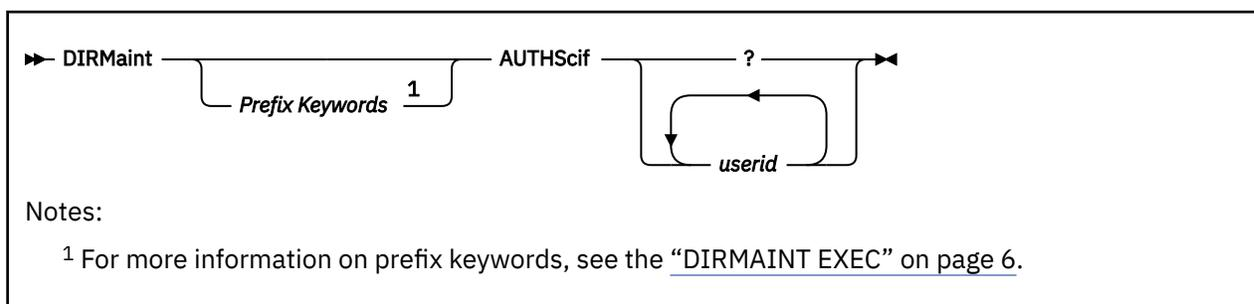 DIRMaint AUTHScif ?
Prefix Keywords 1
userid
Notes:
1 For more information on prefix keywords, see the “DIRMAINT EXEC” on page 6.